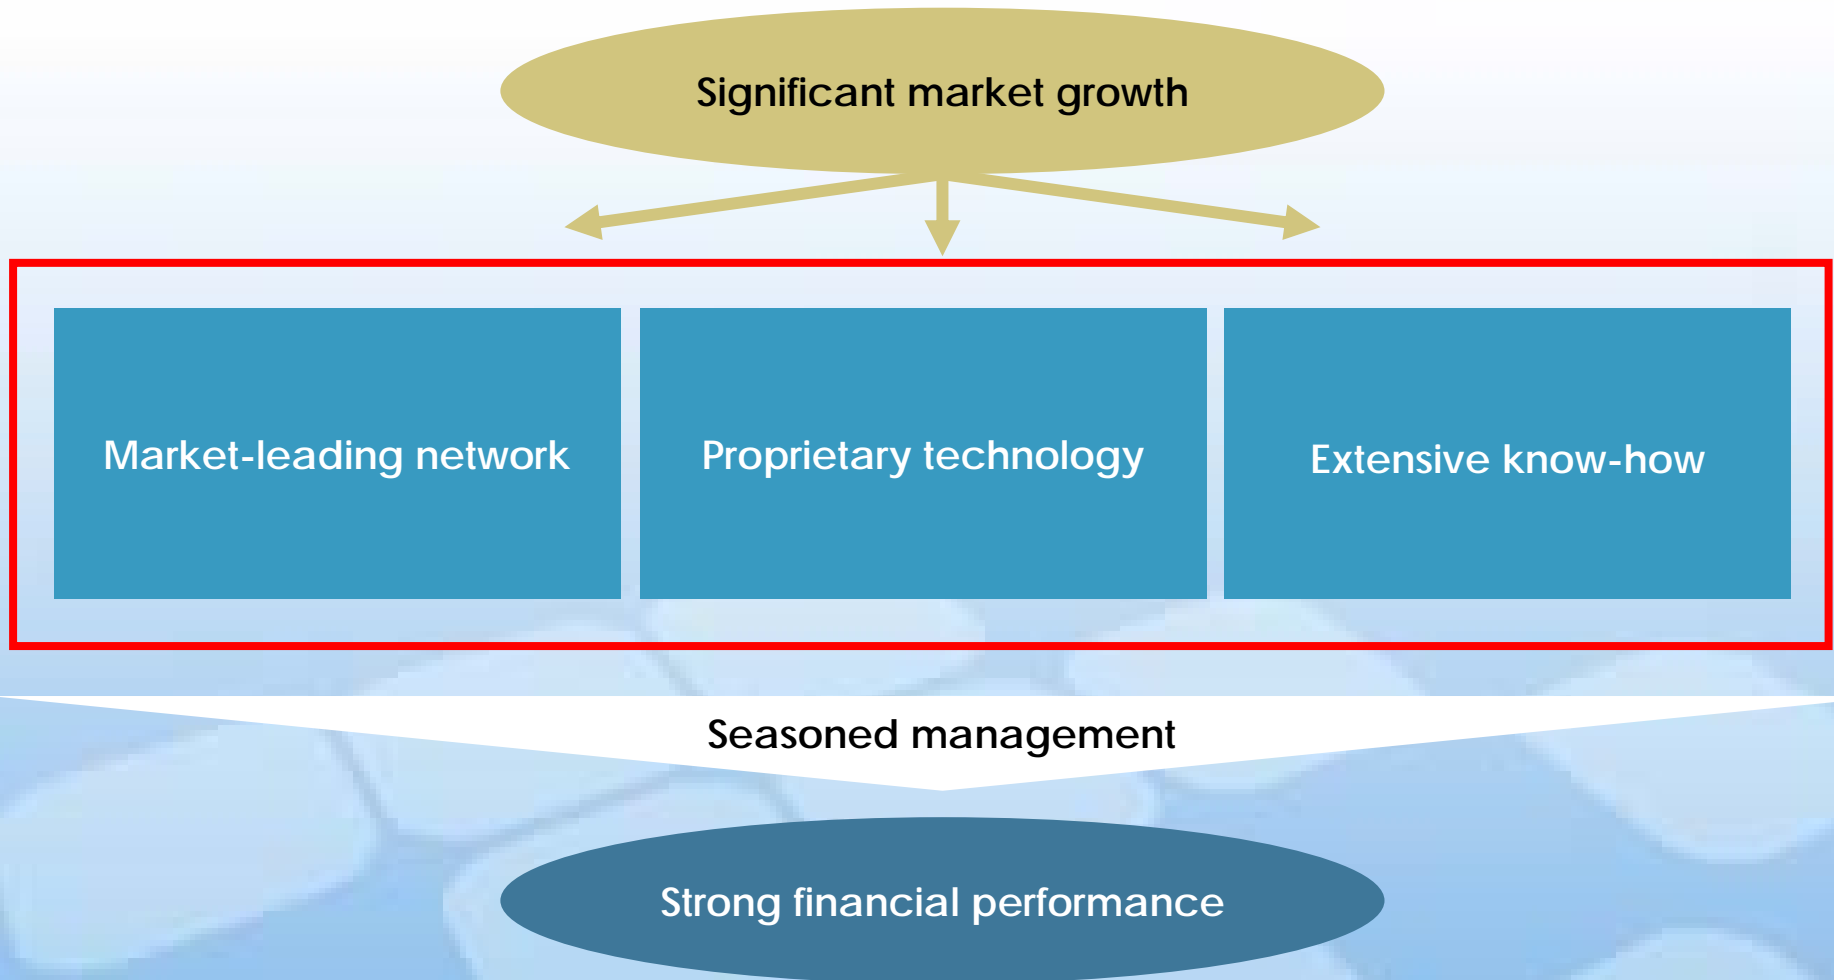 Significant market growth
Market-leading network
Proprietary technology
Extensive know-how
Seasoned management
Strong financial performance